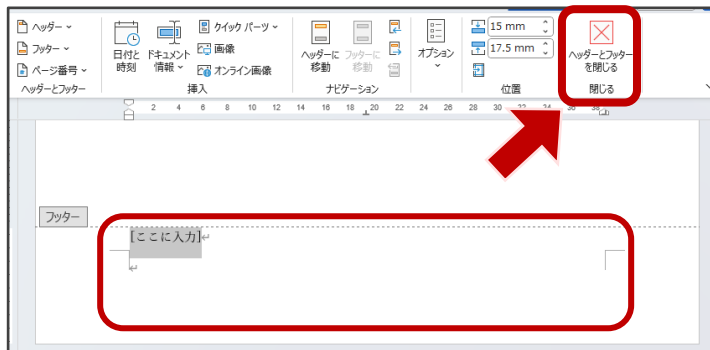 ヘッダー
フッター
ページ番号
ヘッダーとフッター
日付と
時刻
ドキュメント
情報
クイック パーツ
画像
オンライン画像
挿入
ヘッダーに
移動
フッターに
移動
ナビゲーション
オプション
15 mm
17.5 mm
位置
ヘッダーとフッター
を閉じる
閉じる
2 4 6 8 10 12 14 16 18 20 22 24 26 28 30 32 34 36 38
フッター
[ここに入力]